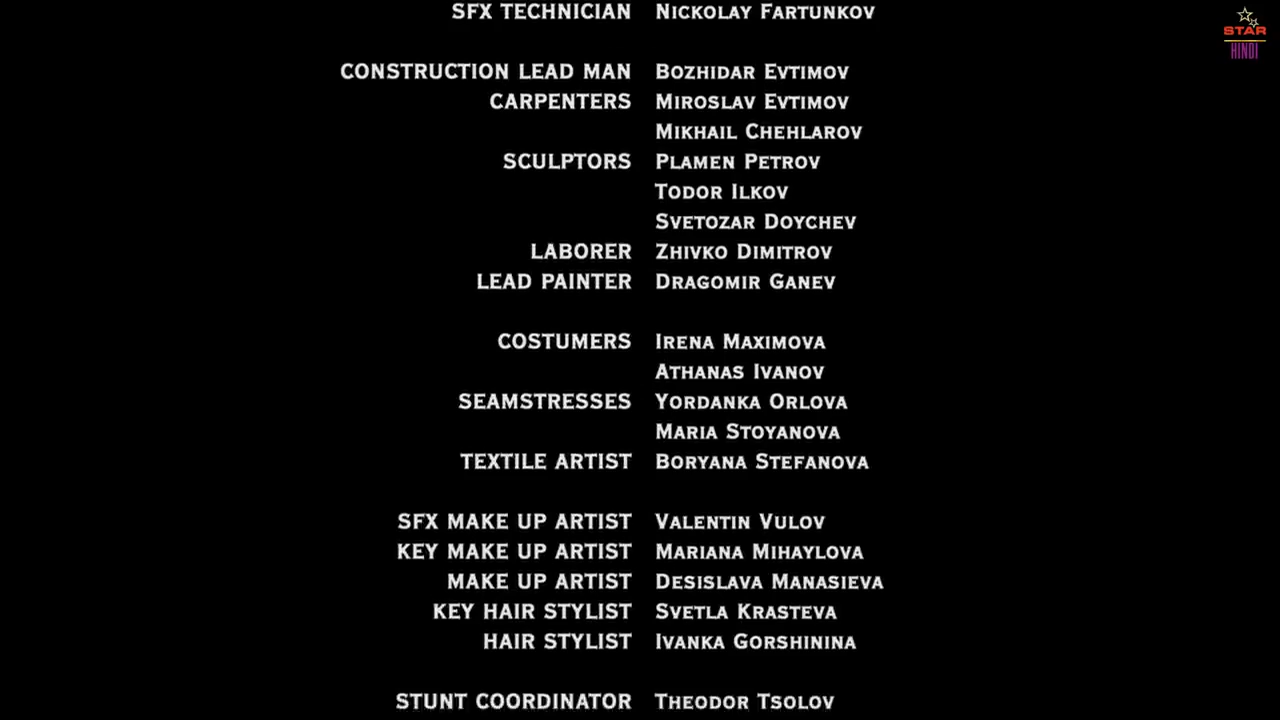 SFX TECHNICIAN NICKOLAY FARTUNKOV
STAR
HINDI
CONSTRUCTION LEAD MAN BOZHIDAR EVTIMOV
CARPENTERS MIROSLAV EVTIMOV
MIKHAIL CHEHLAROV
SCULPTORS PLAMEN PETROV
TODOR ILKOV
SVETOZAR DOYCHEV
LABORER ZHIVKO DIMITROV
LEAD PAINTER DRAGOMIR GANEV
COSTUMERS IRENA MAXIMOVA
ATHANAS IVANOV
SEAMSTRESSES YORDANKA ORLOVA
MARIA STOYANOVA
TEXTILE ARTIST BORYANA STEFANOVA
SFX MAKE UP ARTIST VALENTIN VULOV
KEY MAKE UP ARTIST MARIANA MIHAYLOVA
MAKE UP ARTIST DESISLAVA MANASIEVA
KEY HAIR STYLIST SVETLA KRASTEVA
HAIR STYLIST IVANKA GORSHININA
STUNT COORDINATOR THEODOR TSOLOV